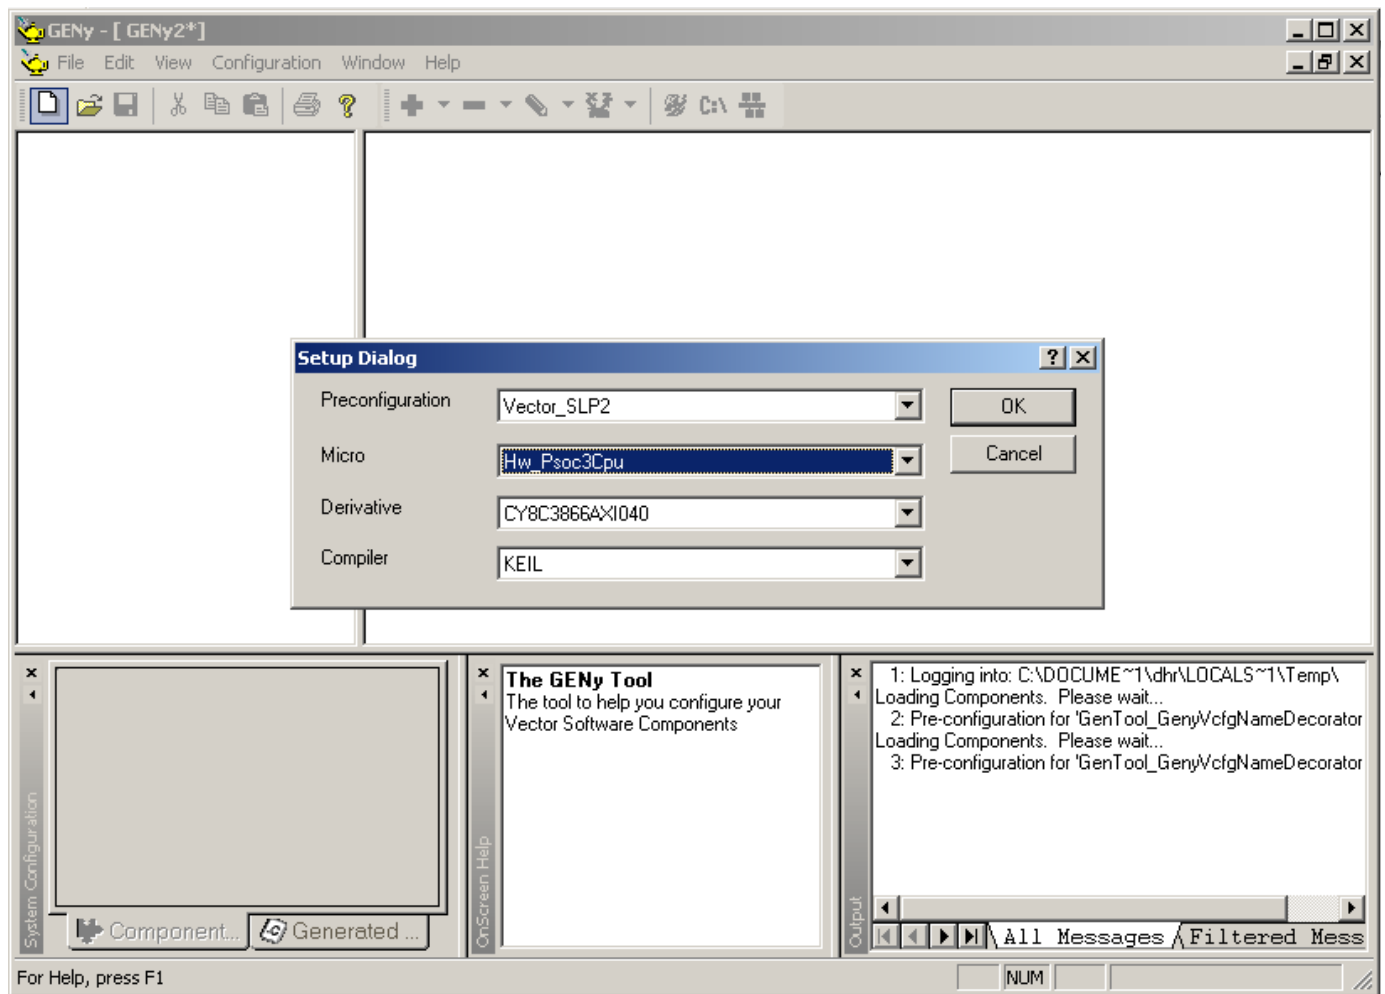 GENy - [ GENy2*]
File Edit View Configuration Window Help
C:\
Setup Dialog
Preconfiguration Vector_SLP2 OK
Micro Hw_Psoc3Cpu Cancel
Derivative CY8C3866AXI040
Compiler KEIL
System Configuration
Component... Generated ...
OnScreen Help
The GENy Tool
The tool to help you configure your
Vector Software Components
Output
1: Logging into: C:\DOCUME~1\dhr\LOCALS~1\Temp\
Loading Components. Please wait...
2: Pre-configuration for 'GenTool_GenyVcfgNameDecorator
Loading Components. Please wait...
3: Pre-configuration for 'GenTool_GenyVcfgNameDecorator
All Messages Filtered Mess
For Help, press F1 NUM